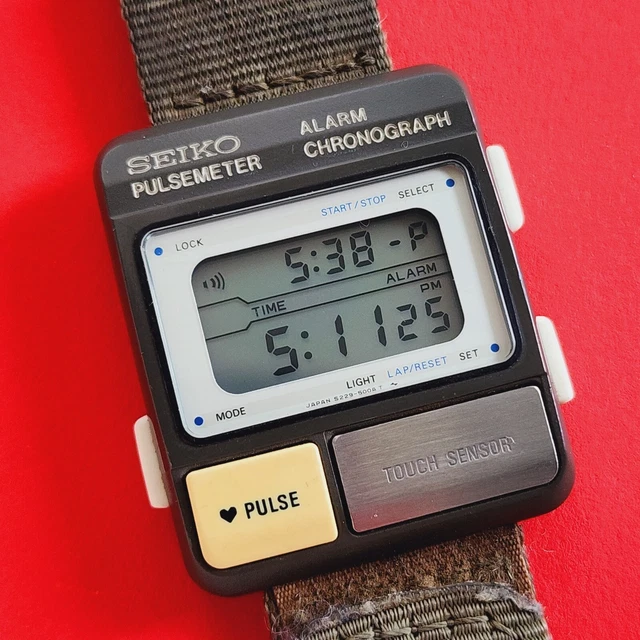 SEIKO
PULSEMETER
ALARM
CHRONOGRAPH
LOCK
START/STOP SELECT
5:38 -P
ALARM
TIME
PM
5:11 25
MODE
LIGHT LAP/RESET SET
JAPAN S229-500A T
♥ PULSE
TOUCH SENSOR